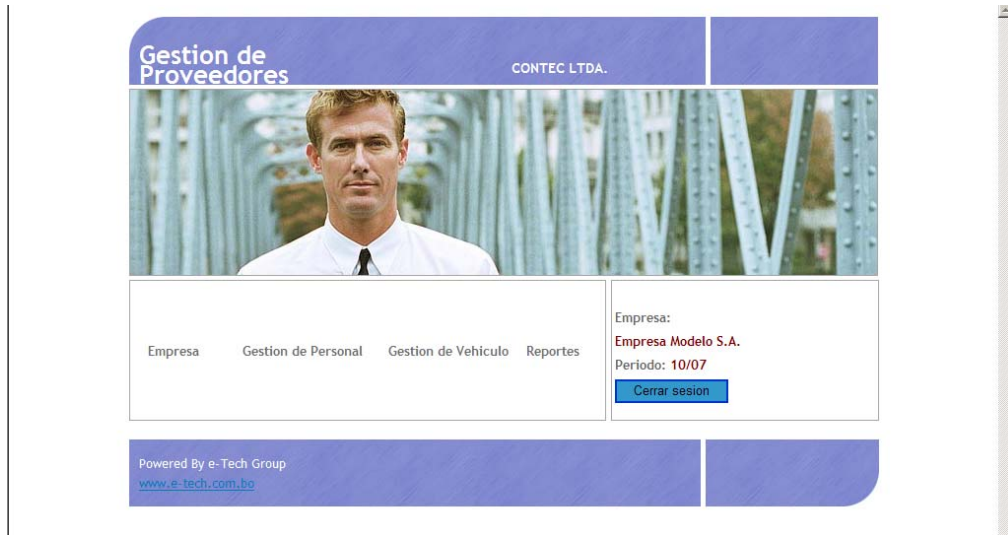 Gestion de
Proveedores
CONTEC LTDA.
Empresa
Gestion de Personal
Gestion de Vehiculo
Reportes
Empresa:
Empresa Modelo S.A.
Periodo: 10/07
Cerrar sesion
Powered By e-Tech Group
www.e-tech.com.bo